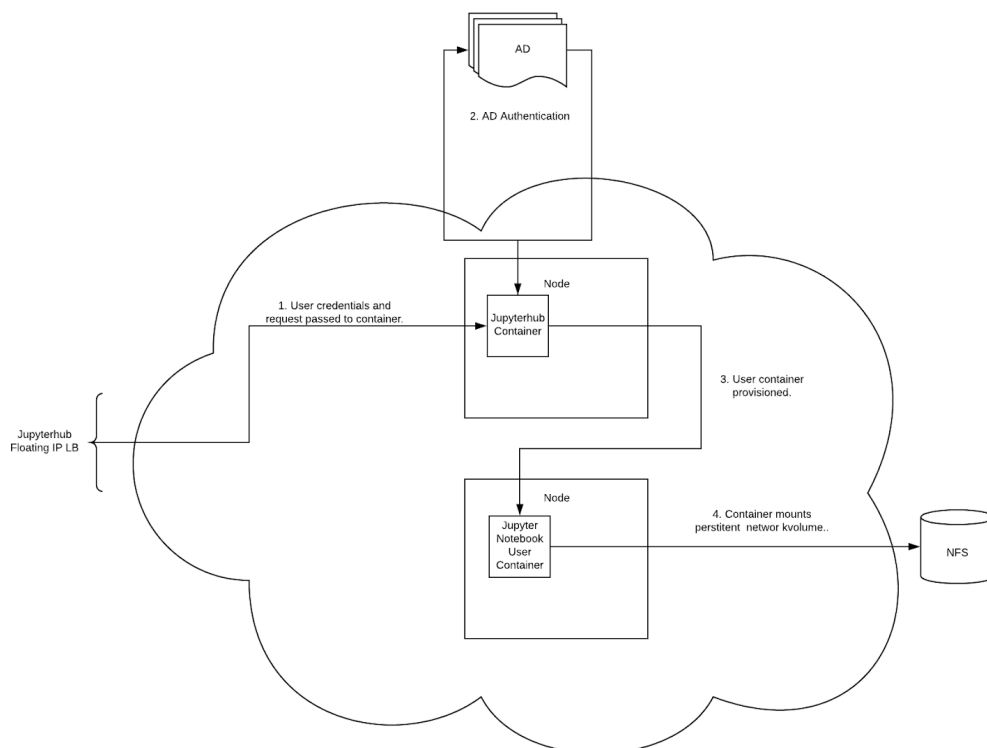 AD
2. AD Authentication
Node
1. User credentials and
request passed to container.
Jupyterhub
Container
3. User container
provisioned.
Jupyterhub
Floating IP LB
Node
4. Container mounts
perstitent networ kvolume..
Jupyter
Notebook
User
Container
NFS